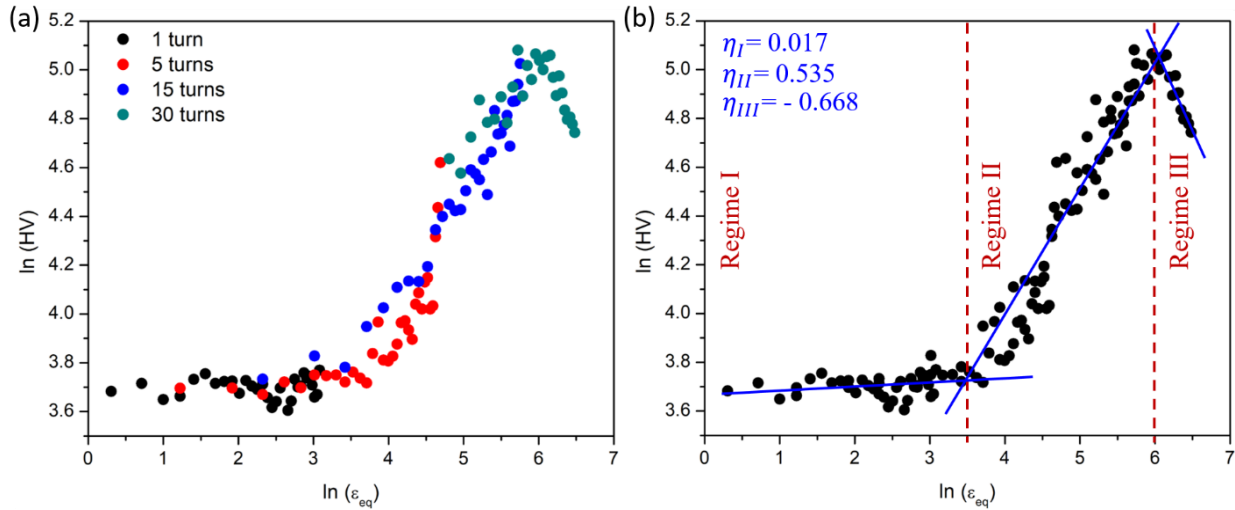 (a)
5.2
5.0
4.8
4.6
4.4
4.2
4.0
3.8
3.6
ln (HV)
1 turn
5 turns
15 turns
30 turns
0 1 2 3 4 5 6 7
ln (εeq)
(b)
5.2
5.0
4.8
4.6
4.4
4.2
4.0
3.8
3.6
ln (HV)
ηI= 0.017
ηII= 0.535
ηIII= - 0.668
Regime I
Regime II
Regime III
0 1 2 3 4 5 6 7
ln (εeq)